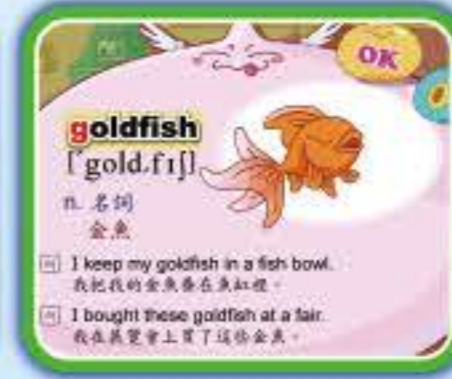 OK
goldfish
[ˋgold͵fɪʃ]
n. 名詞
金魚
例 I keep my goldfish in a fish bowl.
我把我的金魚養在魚缸裡。
例 I bought these goldfish at a fair.
我在展覽會上買了這些金魚。